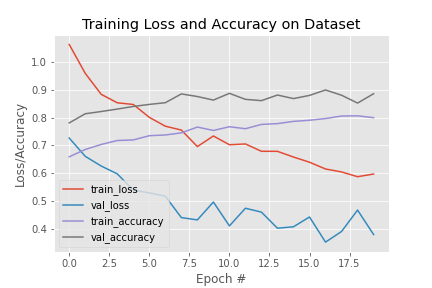 Training Loss and Accuracy on Dataset
Loss/Accuracy
1.0
0.9
0.8
0.7
0.6
0.5
0.4
train_loss
val_loss
train_accuracy
val_accuracy
0.0 2.5 5.0 7.5 10.0 12.5 15.0 17.5
Epoch #